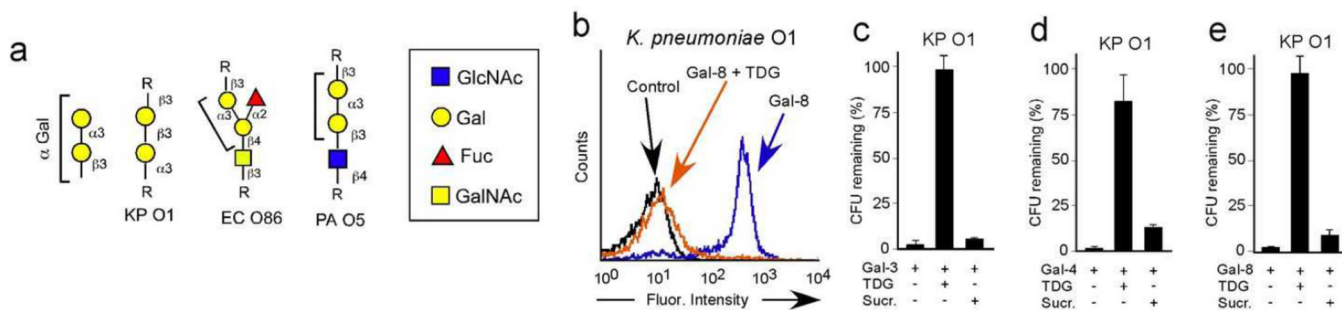 a
α Gal
α3
β3
R
β3
β3
α3
R
KP O1
R
β3
α3
α2
β4
β3
R
EC O86
R
β3
α3
β3
β4
R
PA O5
GlcNAc
Gal
Fuc
GalNAc
b
K. pneumoniae O1
Control
Gal-8 + TDG
Gal-8
Counts
10⁰ 10¹ 10² 10³ 10⁴
Fluor. Intensity
c
KP O1
CFU remaining (%)
100
75
50
25
0
Gal-3 + + +
TDG - + -
Sucr. - - +
d
KP O1
CFU remaining (%)
100
75
50
25
0
Gal-4 + + +
TDG - + -
Sucr. - - +
e
KP O1
CFU remaining (%)
100
75
50
25
0
Gal-8 + + +
TDG - + -
Sucr. - - +